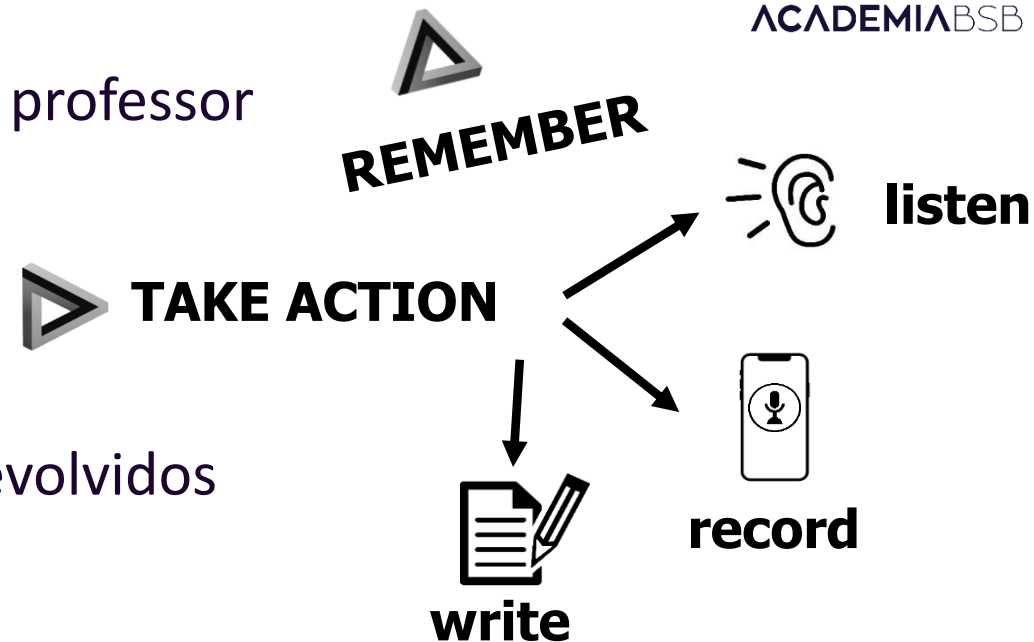 ACADEMIABSB
professor
REMEMBER
listen
TAKE ACTION
evolvidos
record
write